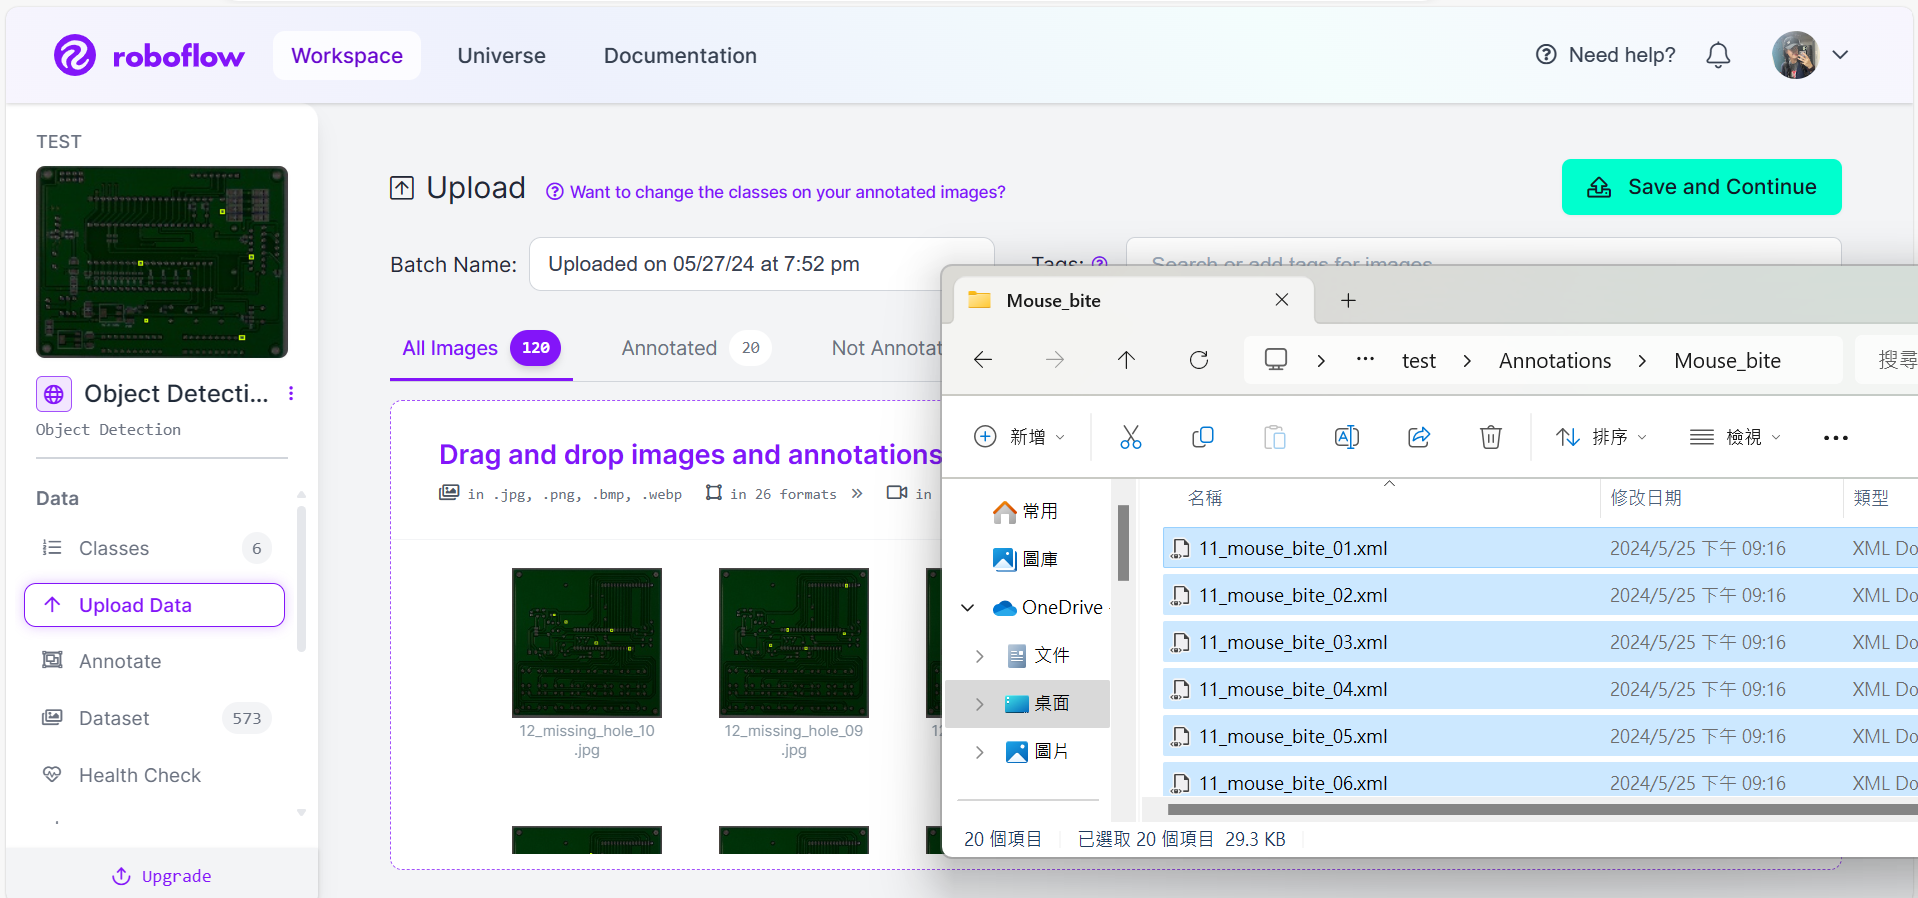 roboflow
Workspace
Universe
Documentation
Need help?
TEST
Object Detecti...
Object Detection
Data
Classes 6
Upload Data
Annotate
Dataset 573
Health Check
Upgrade
Upload
Want to change the classes on your annotated images?
Save and Continue
Batch Name: Uploaded on 05/27/24 at 7:52 pm
Tags: Search or add tags for images
All Images 120
Annotated 20
Not Annotat
Drag and drop images and annotations
in .jpg, .png, .bmp, .webp
in 26 formats »
in
12_missing_hole_10
.jpg
12_missing_hole_09
.jpg
12
Mouse_bite
test > Annotations > Mouse_bite
搜尋
新增
排序
檢視
常用
圖庫
OneDrive
文件
桌面
圖片
名稱 修改日期 類型
11_mouse_bite_01.xml 2024/5/25 下午 09:16 XML Do
11_mouse_bite_02.xml 2024/5/25 下午 09:16 XML Do
11_mouse_bite_03.xml 2024/5/25 下午 09:16 XML Do
11_mouse_bite_04.xml 2024/5/25 下午 09:16 XML Do
11_mouse_bite_05.xml 2024/5/25 下午 09:16 XML Do
11_mouse_bite_06.xml 2024/5/25 下午 09:16 XML Do
20 個項目 已選取 20 個項目 29.3 KB